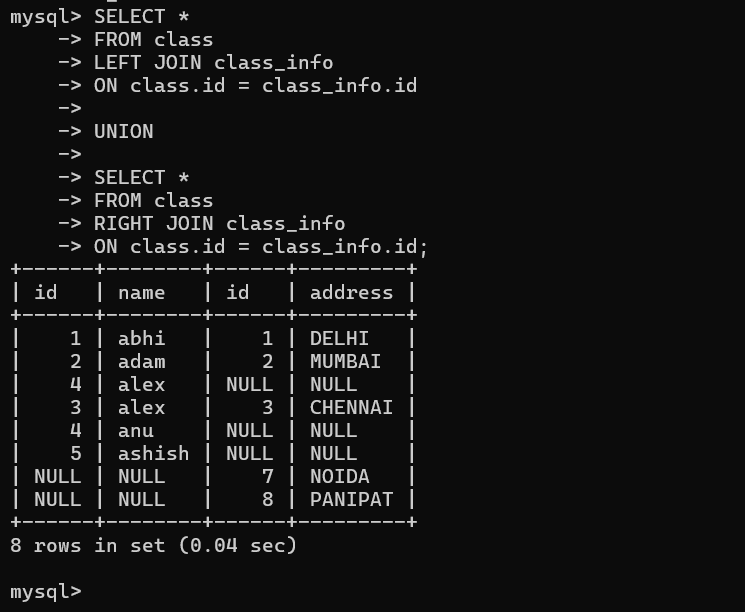 mysql> SELECT *
    -> FROM class
    -> LEFT JOIN class_info
    -> ON class.id = class_info.id
    ->
    -> UNION
    ->
    -> SELECT *
    -> FROM class
    -> RIGHT JOIN class_info
    -> ON class.id = class_info.id;
+------+--------+------+---------+
| id   | name   | id   | address |
+------+--------+------+---------+
|    1 | abhi   |    1 | DELHI   |
|    2 | adam   |    2 | MUMBAI  |
|    4 | alex   | NULL | NULL    |
|    3 | alex   |    3 | CHENNAI |
|    4 | anu    | NULL | NULL    |
|    5 | ashish | NULL | NULL    |
| NULL | NULL   |    7 | NOIDA   |
| NULL | NULL   |    8 | PANIPAT |
+------+--------+------+---------+
8 rows in set (0.04 sec)
mysql>